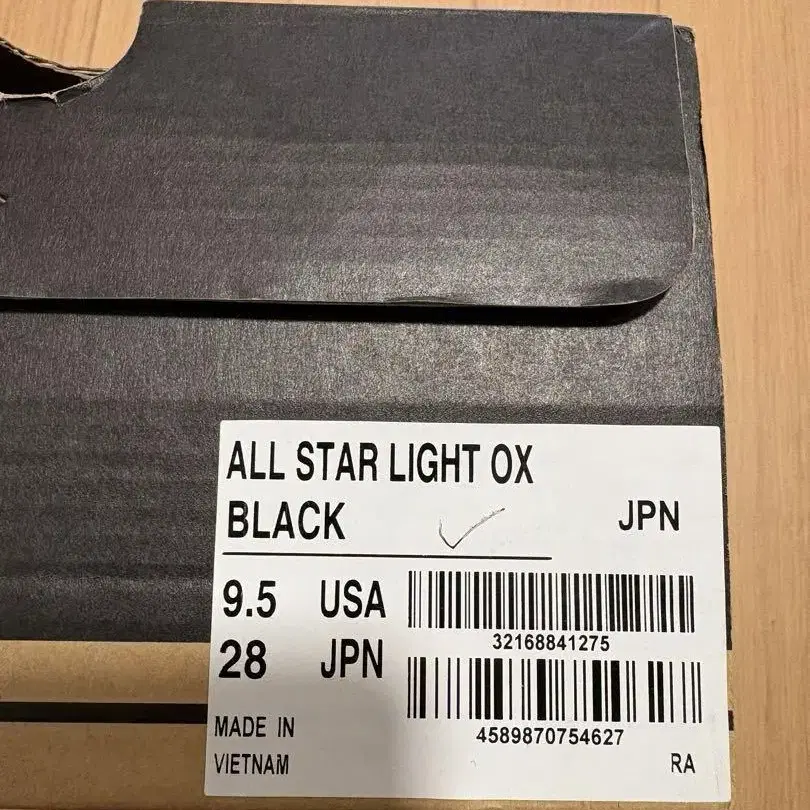 ALL STAR LIGHT OX
BLACK JPN
9.5 USA
32168841275
28 JPN
4589870754627
MADE IN
VIETNAM
RA